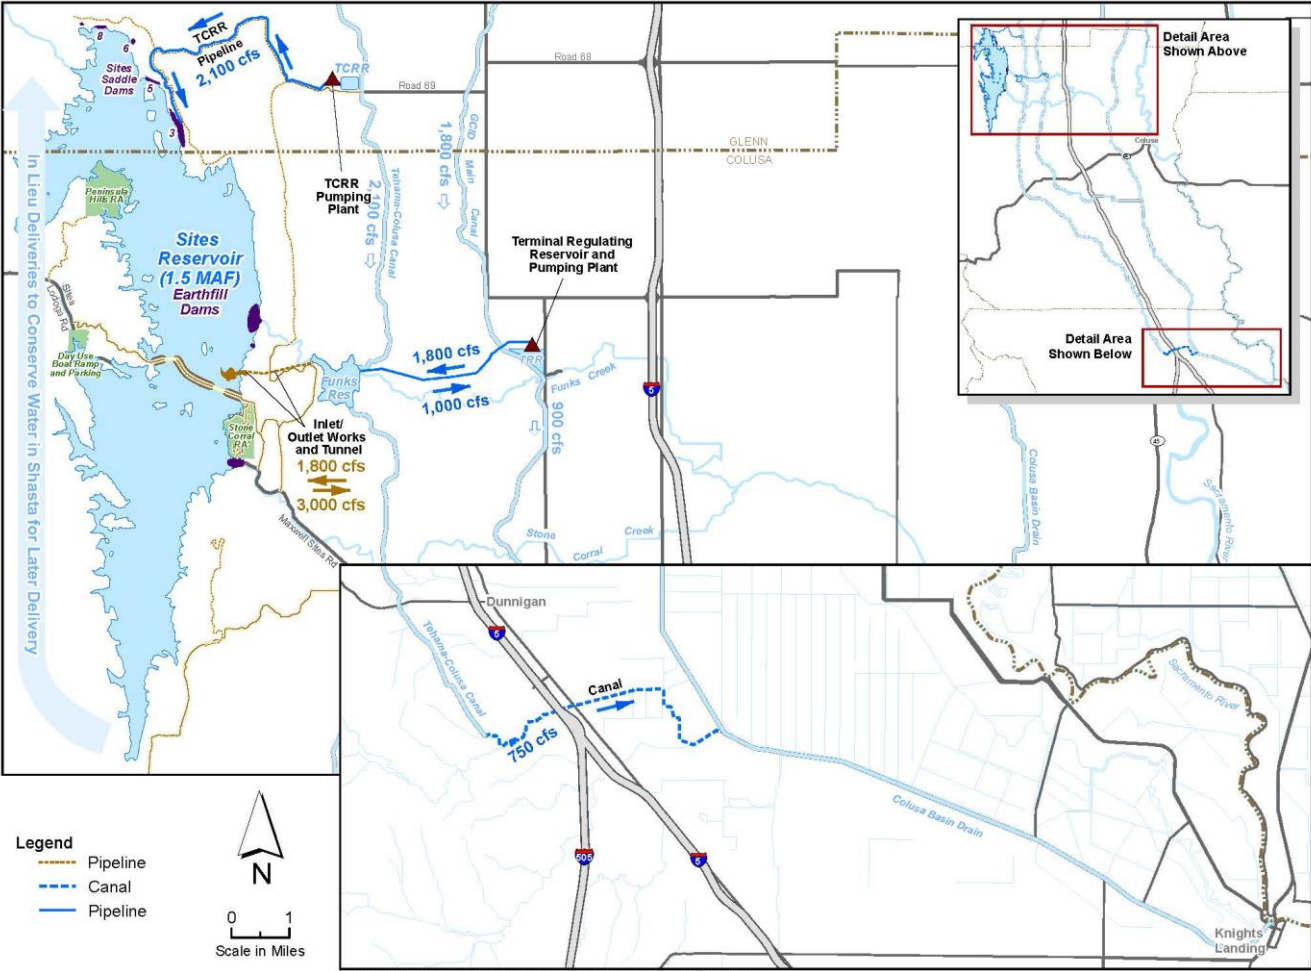 8
6
Sites
Saddle
Dams
5
3
TCRR
Pipeline
2,100 cfs
TCRR
Road 69
Road 68
TCRR
Pumping
Plant
GLENN
COLUSA
GCID Main Canal
1,800 cfs
2,100 cfs
Tehama-Colusa Canal
In Lieu Deliveries to Conserve Water in Shasta for Later Delivery
Peninsula
Hills RA
Sites
Reservoir
(1.5 MAF)
Earthfill
Dams
Sites
Lodoga Rd
Day Use
Boat Ramp
and Parking
Terminal Regulating
Reservoir and
Pumping Plant
1,800 cfs
1,000 cfs
TRR
Funks Creek
900 cfs
Funks
Res
Stone
Corral
RA
Inlet/
Outlet Works
and Tunnel
1,800 cfs
3,000 cfs
Maxwell Sites Rd
Stone
Corral
Creek
5
Colusa Basin Drain
45
Sacramento River
Detail Area
Shown Above
Colusa
Detail Area
Shown Below
Dunnigan
5
Tehama-Colusa Canal
Canal
750 cfs
505
5
Colusa Basin Drain
Sacramento River
Knights
Landing
Legend
Pipeline
Canal
Pipeline
N
0 1
Scale in Miles